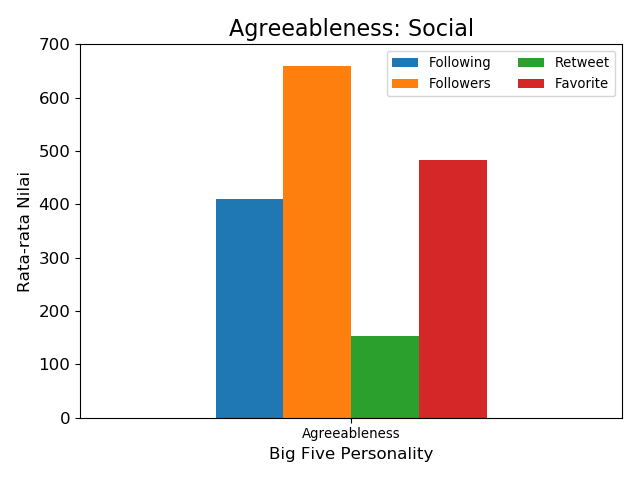 Agreeableness: Social
Following
Followers
Retweet
Favorite
Rata-rata Nilai
700
600
500
400
300
200
100
0
Agreeableness
Big Five Personality